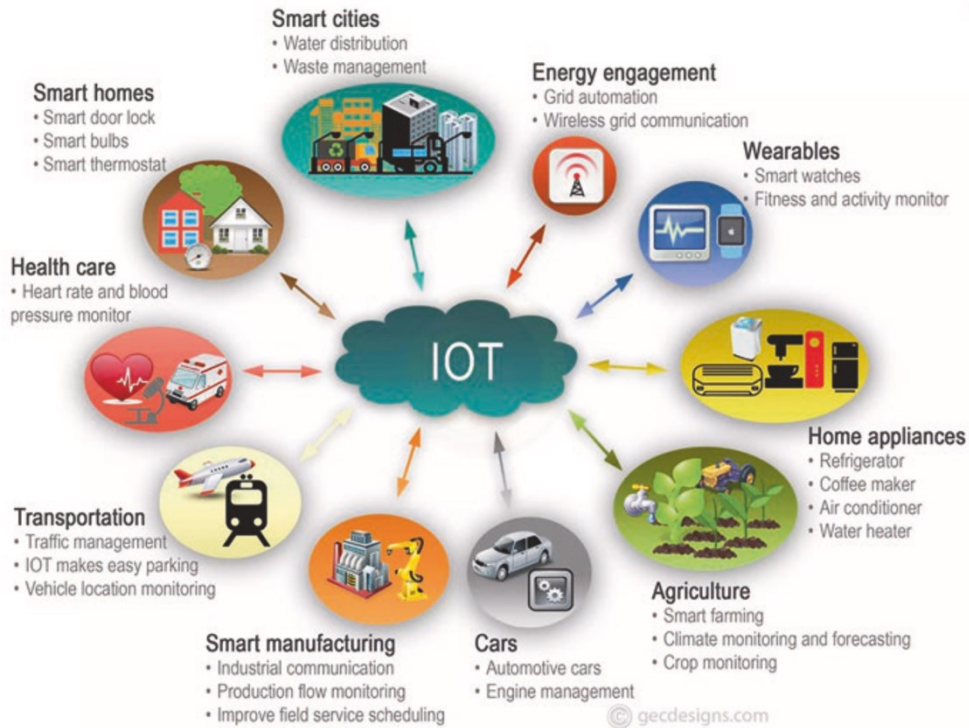 Smart cities
• Water distribution
• Waste management
Energy engagement
• Grid automation
• Wireless grid communication
Smart homes
• Smart door lock
• Smart bulbs
• Smart thermostat
Wearables
• Smart watches
• Fitness and activity monitor
Health care
• Heart rate and blood
pressure monitor
IOT
Home appliances
• Refrigerator
• Coffee maker
• Air conditioner
• Water heater
Transportation
• Traffic management
• IOT makes easy parking
• Vehicle location monitoring
Agriculture
• Smart farming
• Climate monitoring and forecasting
• Crop monitoring
Smart manufacturing
• Industrial communication
• Production flow monitoring
• Improve field service scheduling
Cars
• Automotive cars
• Engine management
© gecdesigns.com